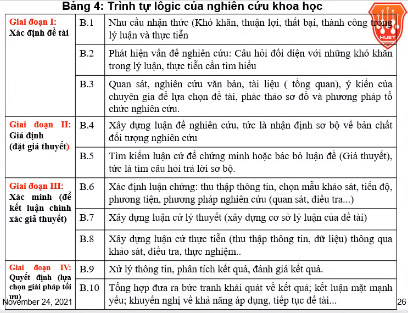 Bảng 4: Trình tự lôgic của nghiên cứu khoa học
HUET
Giai đoạn I:
Xác định đề tài
B.1
Nhu cầu nhận thức (Khó khăn, thuận lợi, thất bại, thành công trong
lý luận và thực tiễn
B.2
Phát hiện vấn đề nghiên cứu: Câu hỏi đối diện với những khó khăn
trong lý luận, thực tiễn cần tìm hiểu
B.3
Quan sát, nghiên cứu văn bản, tài liệu ( tổng quan), ý kiến của
chuyên gia để lựa chọn đề tài, phác thảo sơ đồ và phương pháp tổ
chức nghiên cứu.
Giai đoạn II:
Giả định
(đặt giả thuyết)
B.4
Xây dựng luận đề nghiên cứu, tức là nhận định sơ bộ về bản chất
đối tượng nghiên cứu
B.5
Tìm kiếm luận cứ để chứng minh hoặc bác bỏ luận đề (Giả thuyết),
tức là tìm câu hỏi trả lời sơ bộ.
Giai đoạn III:
Xác minh (để
kết luận chính
xác giả thuyết)
B.6
Xác định luận chứng: thu thập thông tin, chọn mẫu khảo sát, tiến độ,
phương tiện, phương pháp nghiên cứu (quan sát, điều tra...)
B.7
Xây dựng luận cứ lý thuyết (xây dựng cơ sở lý luận của đề tài)
B.8
Xây dựng luận cứ thực tiễn (thu thập thông tin, dữ liệu) thông qua
khảo sát, điều tra, thực nghiệm..
Giai đoạn IV:
Quyết định (lựa
chọn giải pháp tối
ưu)
B.9
Xử lý thông tin, phân tích kết quả, đánh giá kết quả.
B.10
Tổng hợp đưa ra bức tranh khái quát về kết quả; kết luận mặt mạnh
yếu; khuyến nghị về khả năng áp dụng, tiếp tục đề tài...
November 24, 2021
26